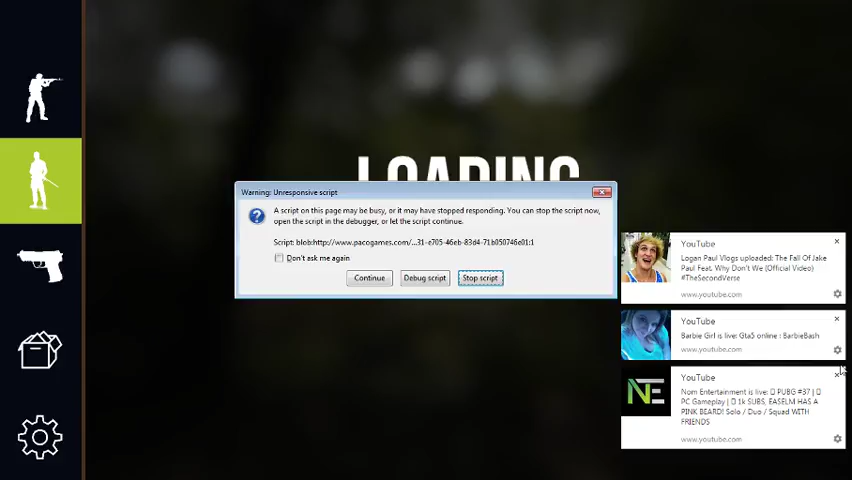 LOADING
Warning: Unresponsive script
A script on this page may be busy, or it may have stopped responding. You can stop the script now,
open the script in the debugger, or let the script continue.
Script: blob:http://www.pacogames.com/...31-e705-46eb-83d4-71b050746e01:1
Don't ask me again
Continue
Debug script
Stop script
YouTube
Logan Paul Vlogs uploaded: The Fall Of Jake
Paul Feat. Why Don't We (Official Video)
#TheSecondVerse
www.youtube.com
YouTube
Barbie Girl is live: Gta5 online : BarbieBash
www.youtube.com
NE
YouTube
Nom Entertainment is live: PUBG #37 |
PC Gameplay | 1k SUBS, EASELM HAS A
PINK BEARD! Solo / Duo / Squad WITH
FRIENDS
www.youtube.com